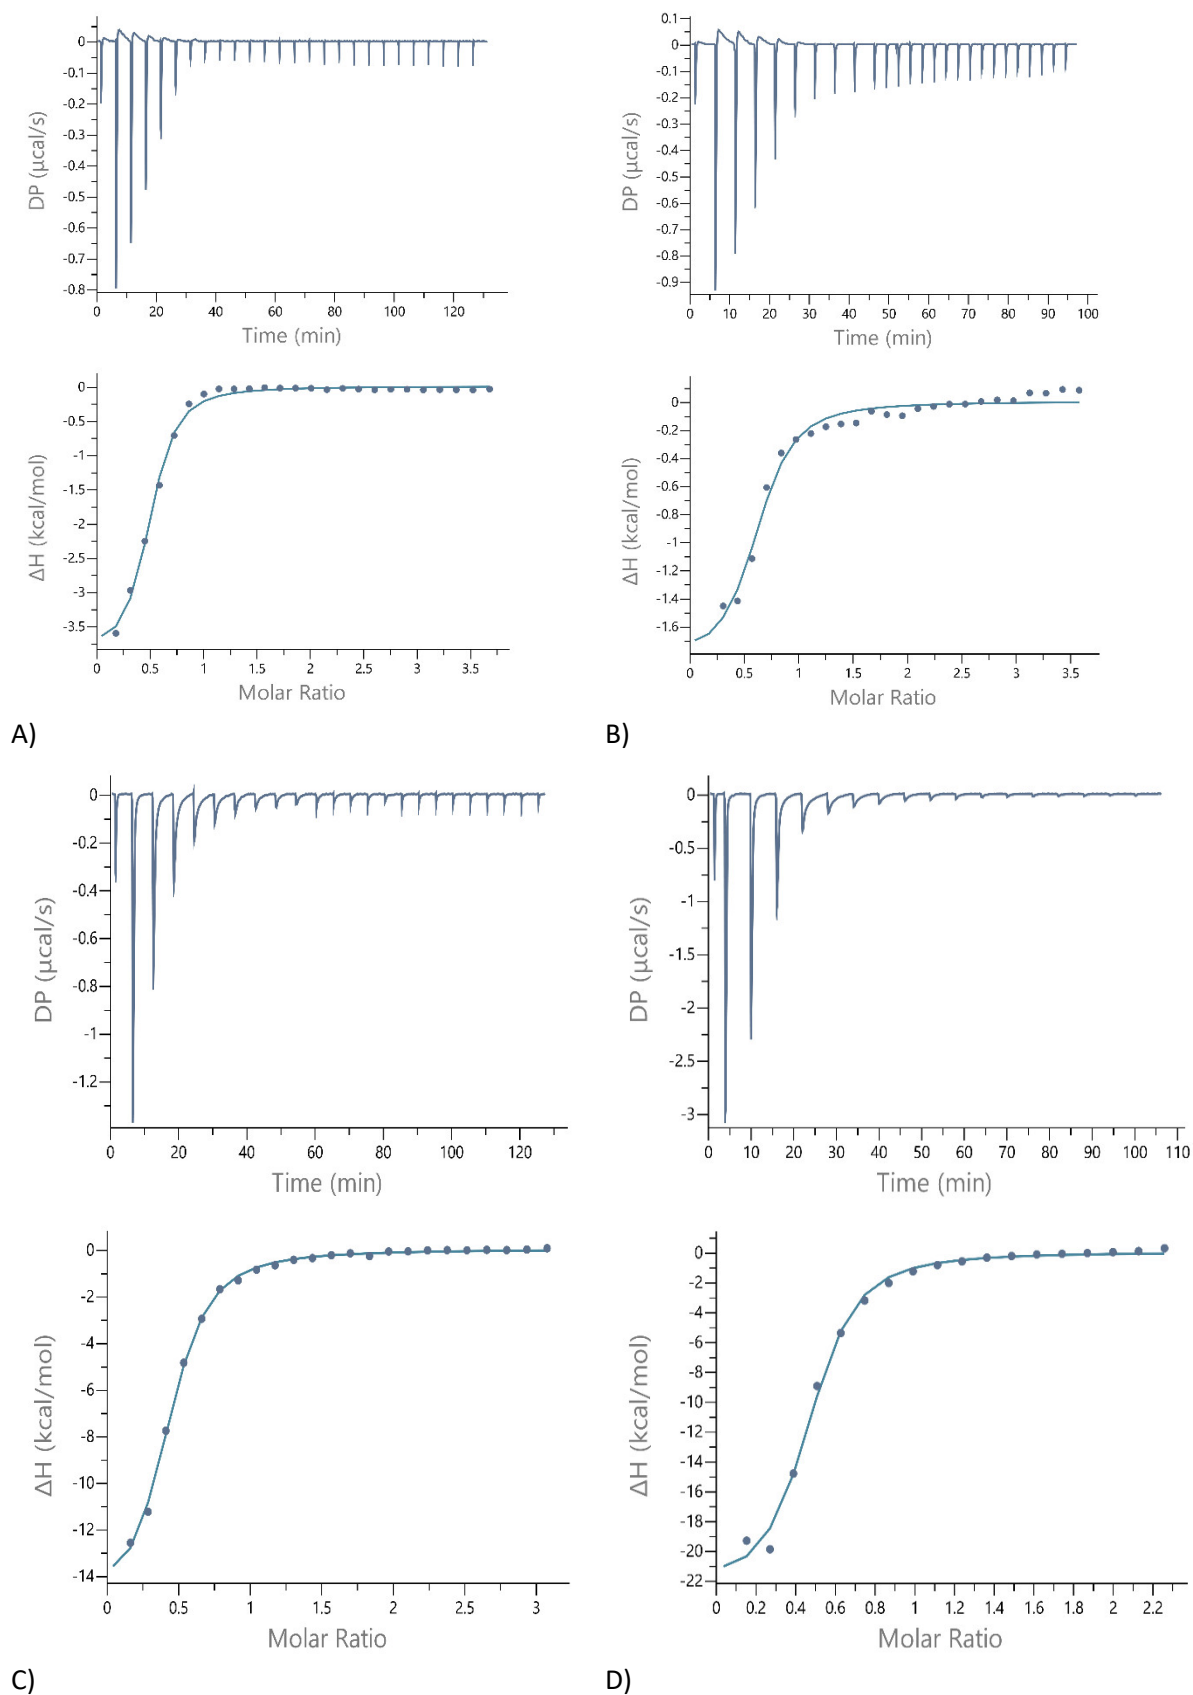 0
-0.1
-0.2
-0.3
-0.4
-0.5
-0.6
-0.7
-0.8
DP (µcal/s)
0 20 40 60 80 100 120
Time (min)
0.1
0
-0.1
-0.2
-0.3
-0.4
-0.5
-0.6
-0.7
-0.8
-0.9
DP (µcal/s)
0 10 20 30 40 50 60 70 80 90 100
Time (min)
0
-0.5
-1
-1.5
-2
-2.5
-3
-3.5
ΔH (kcal/mol)
0 0.5 1 1.5 2 2.5 3 3.5
Molar Ratio
A)
0
-0.2
-0.4
-0.6
-0.8
-1
-1.2
-1.4
-1.6
ΔH (kcal/mol)
0 0.5 1 1.5 2 2.5 3 3.5
Molar Ratio
B)
0
-0.2
-0.4
-0.6
-0.8
-1
-1.2
DP (µcal/s)
0 20 40 60 80 100 120
Time (min)
0
-0.5
-1
-1.5
-2
-2.5
-3
DP (µcal/s)
0 10 20 30 40 50 60 70 80 90 100 110
Time (min)
0
-2
-4
-6
-8
-10
-12
-14
ΔH (kcal/mol)
0 0.5 1 1.5 2 2.5 3
Molar Ratio
C)
0
-2
-4
-6
-8
-10
-12
-14
-16
-18
-20
-22
ΔH (kcal/mol)
0 0.2 0.4 0.6 0.8 1 1.2 1.4 1.6 1.8 2 2.2
Molar Ratio
D)